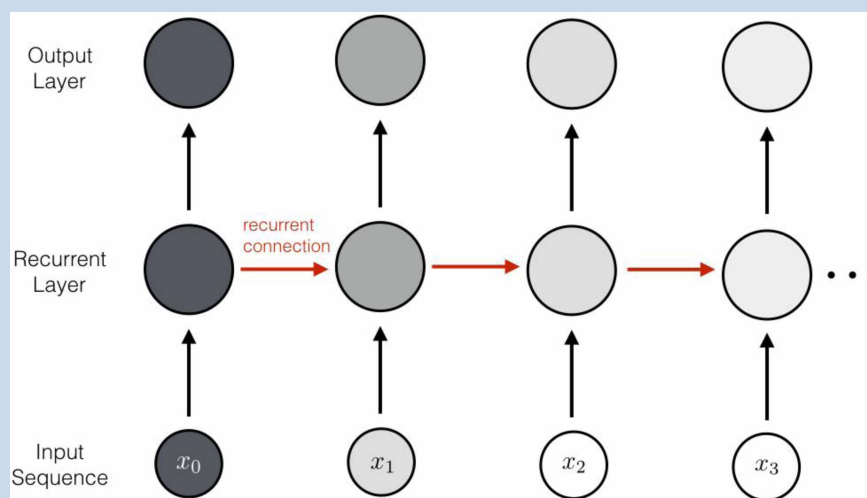 Output
Layer
recurrent
connection
Recurrent
Layer
Input
Sequence
x₀
x₁
x₂
x₃